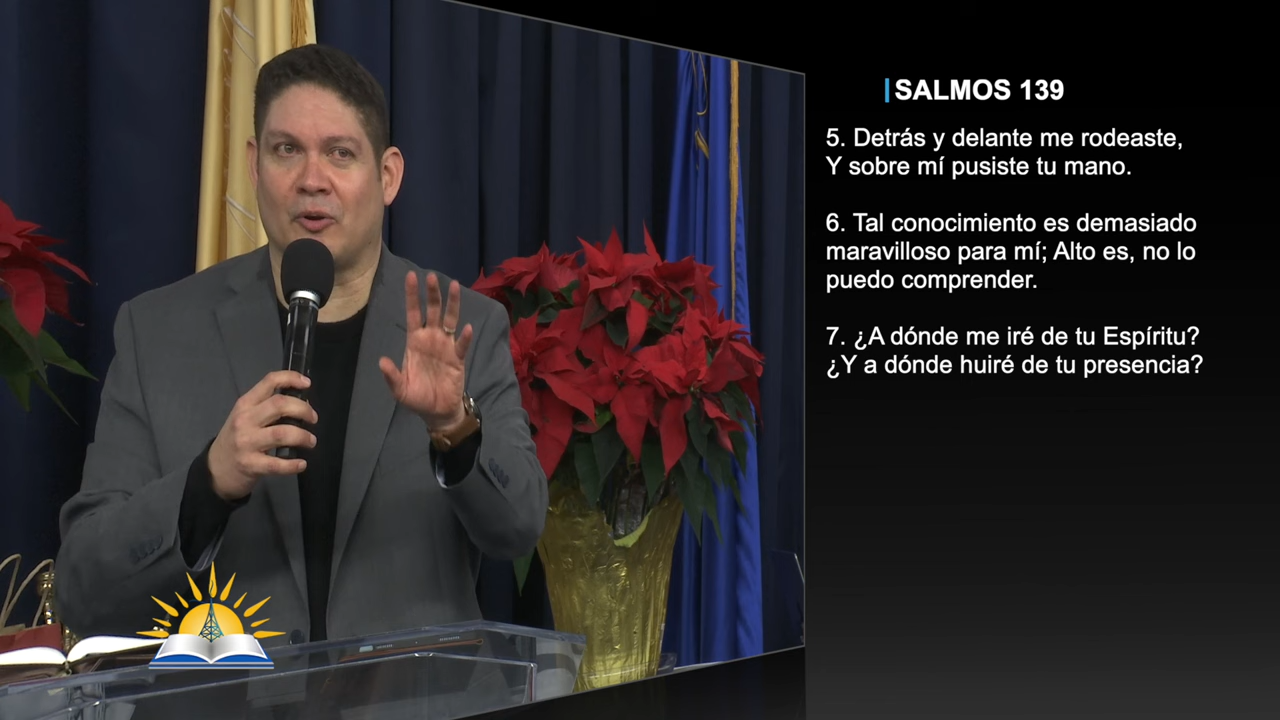 SALMOS 139
5. Detrás y delante me rodeaste,
Y sobre mí pusiste tu mano.
6. Tal conocimiento es demasiado
maravilloso para mí; Alto es, no lo
puedo comprender.
7. ¿A dónde me iré de tu Espíritu?
¿Y a dónde huiré de tu presencia?